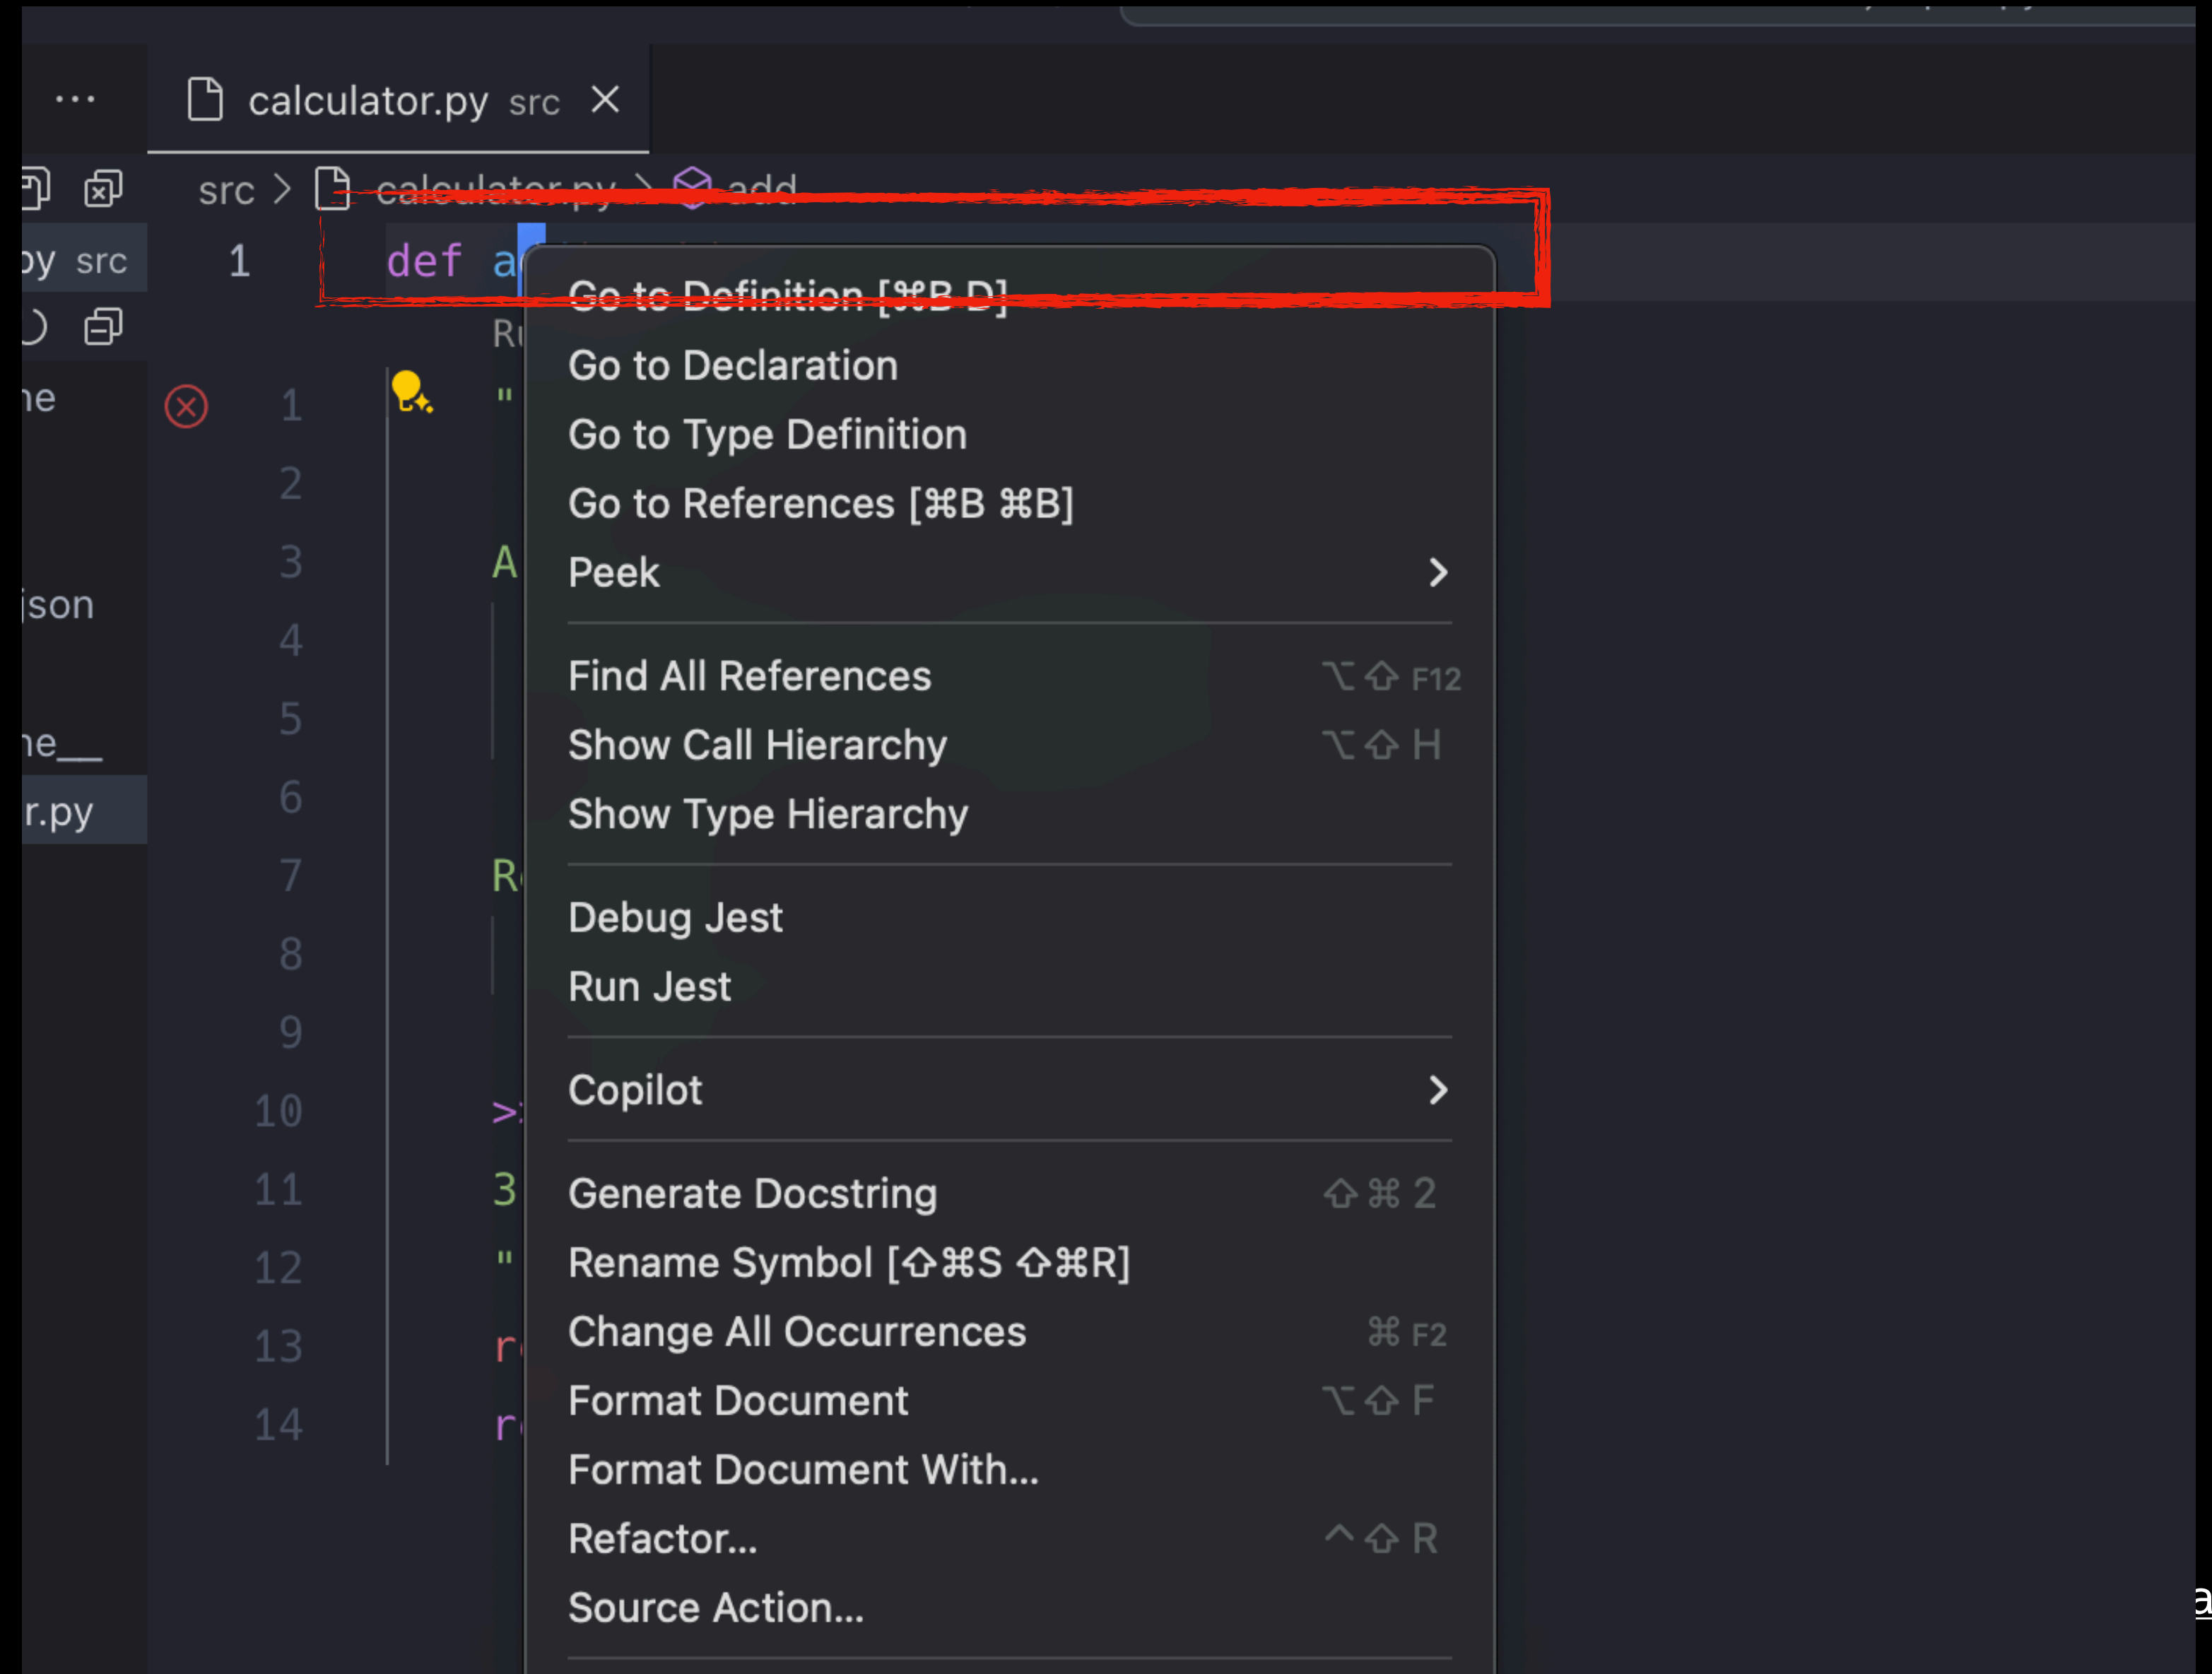 calculator.py src
src > calculator.py > add
py src
1 def a
Go to Definition [⌘B D]
Go to Declaration
1 "
Go to Type Definition
2
Go to References [⌘B ⌘B]
3 A
Peek
json
4
Find All References ⌥⇧ F12
5
Show Call Hierarchy ⌥⇧ H
6
Show Type Hierarchy
r.py
7
Debug Jest
8
Run Jest
9
Copilot
10
11 3
Generate Docstring ⇧⌘ 2
12 "
Rename Symbol [⇧⌘S ⇧⌘R]
13
Change All Occurrences ⌘ F2
14
Format Document ⌥⇧ F
Format Document With...
Refactor... ^⇧ R
Source Action...